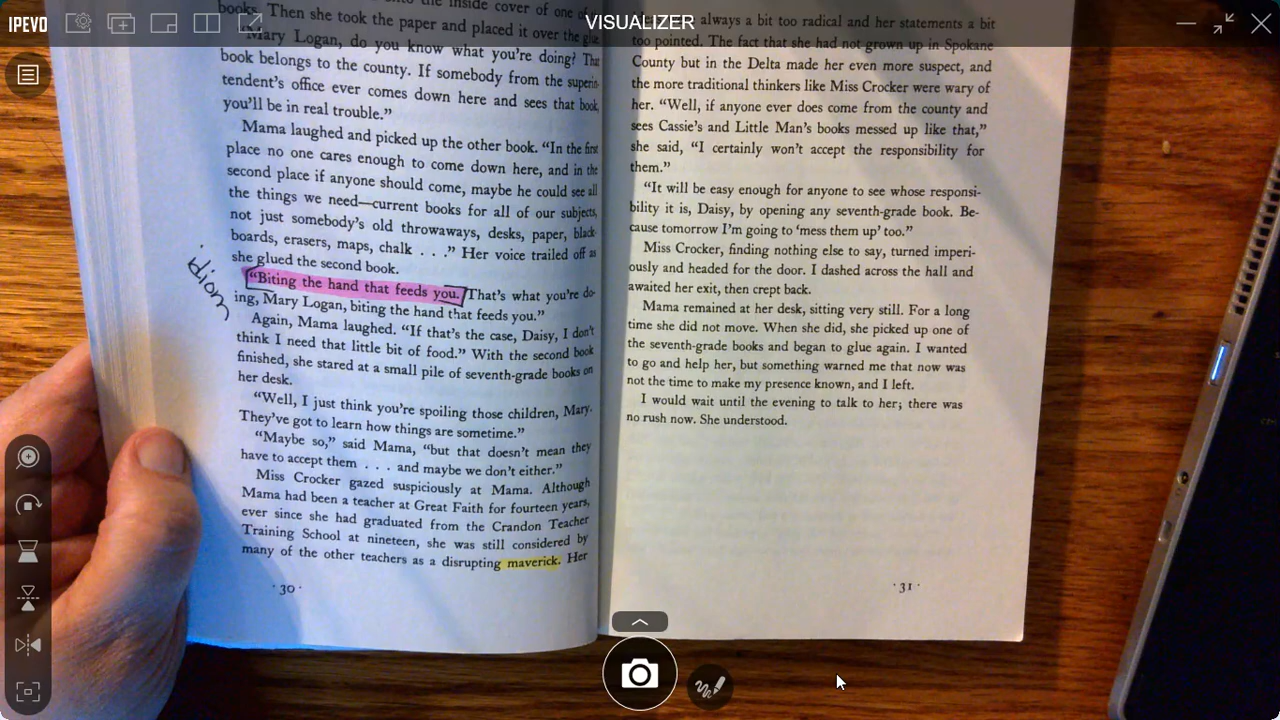 IPEVO
VISUALIZER
the inside cover of one of
books. Then she took the paper and placed it over the
"Mary Logan, do you know what you're doing? That
book belongs to the county. If somebody from the superin-
tendent's office ever comes down here and sees that book,
you'll be in real trouble."
Mama laughed and picked up the other book. "In the first
place no one cares enough to come down here, and in the
second place if anyone should come, maybe he could see all
the things we need—current books for all of our subjects,
not just somebody's old throwaways, desks, paper, black-
boards, erasers, maps, chalk . . ." Her voice trailed off as
she glued the second book.
idiom
"Biting the hand that feeds you. That's what you're do-
ing, Mary Logan, biting the hand that feeds you."
Again, Mama laughed. "If that's the case, Daisy, I don't
think I need that little bit of food." With the second book
finished, she stared at a small pile of seventh-grade books on
her desk.
"Well, I just think you're spoiling those children, Mary.
They've got to learn how things are sometime."
"Maybe so," said Mama, "but that doesn't mean they
have to accept them . . . and maybe we don't either."
Miss Crocker gazed suspiciously at Mama. Although
Mama had been a teacher at Great Faith for fourteen years,
ever since she had graduated from the Crandon Teacher
Training School at nineteen, she was still considered by
many of the other teachers as a disrupting maverick. Her
· 30 ·
always a bit too radical and her statements a bit
too pointed. The fact that she had not grown up in Spokane
County but in the Delta made her even more suspect, and
the more traditional thinkers like Miss Crocker were wary of
her. "Well, if anyone ever does come from the county and
sees Cassie's and Little Man's books messed up like that,"
she said, "I certainly won't accept the responsibility for
them."
"It will be easy enough for anyone to see whose responsi-
bility it is, Daisy, by opening any seventh-grade book. Be-
cause tomorrow I'm going to 'mess them up' too."
Miss Crocker, finding nothing else to say, turned imperi-
ously and headed for the door. I dashed across the hall and
awaited her exit, then crept back.
Mama remained at her desk, sitting very still. For a long
time she did not move. When she did, she picked up one of
the seventh-grade books and began to glue again. I wanted
to go and help her, but something warned me that now was
not the time to make my presence known, and I left.
I would wait until the evening to talk to her; there was
no rush now. She understood.
· 31 ·